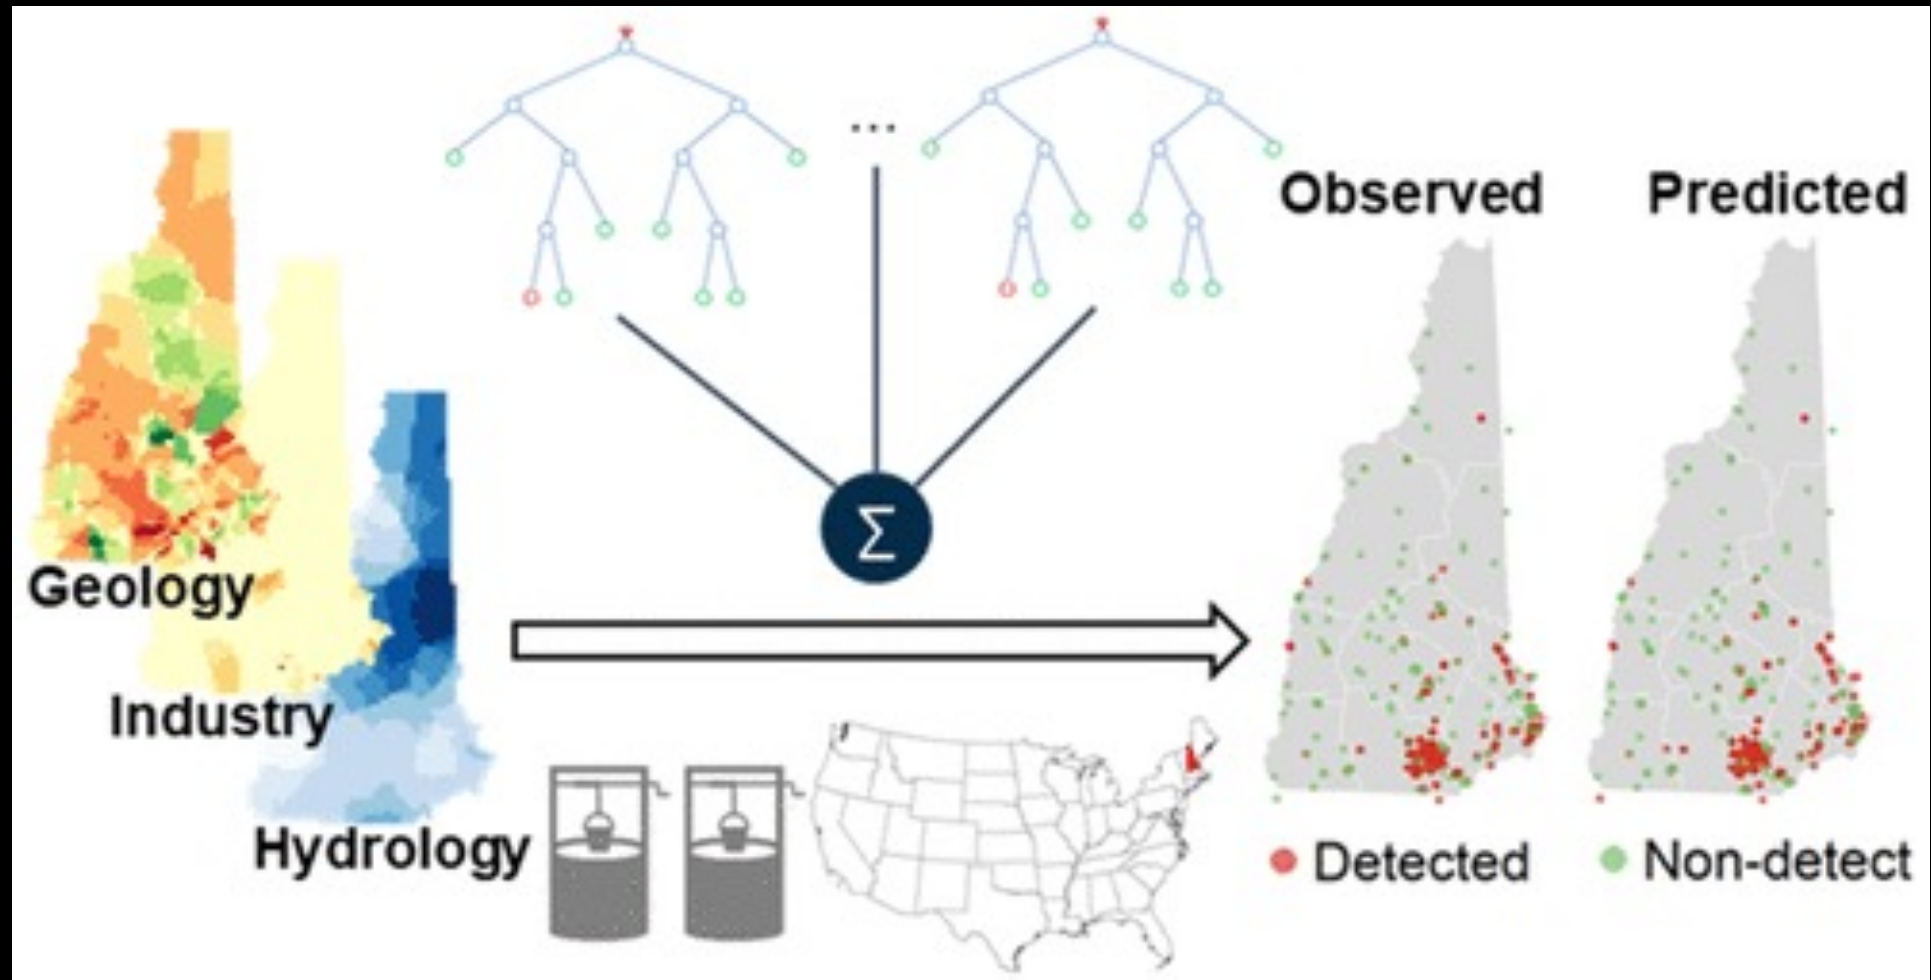 ...
Observed
Predicted
Geology
Σ
Industry
Hydrology
Detected
Non-detect